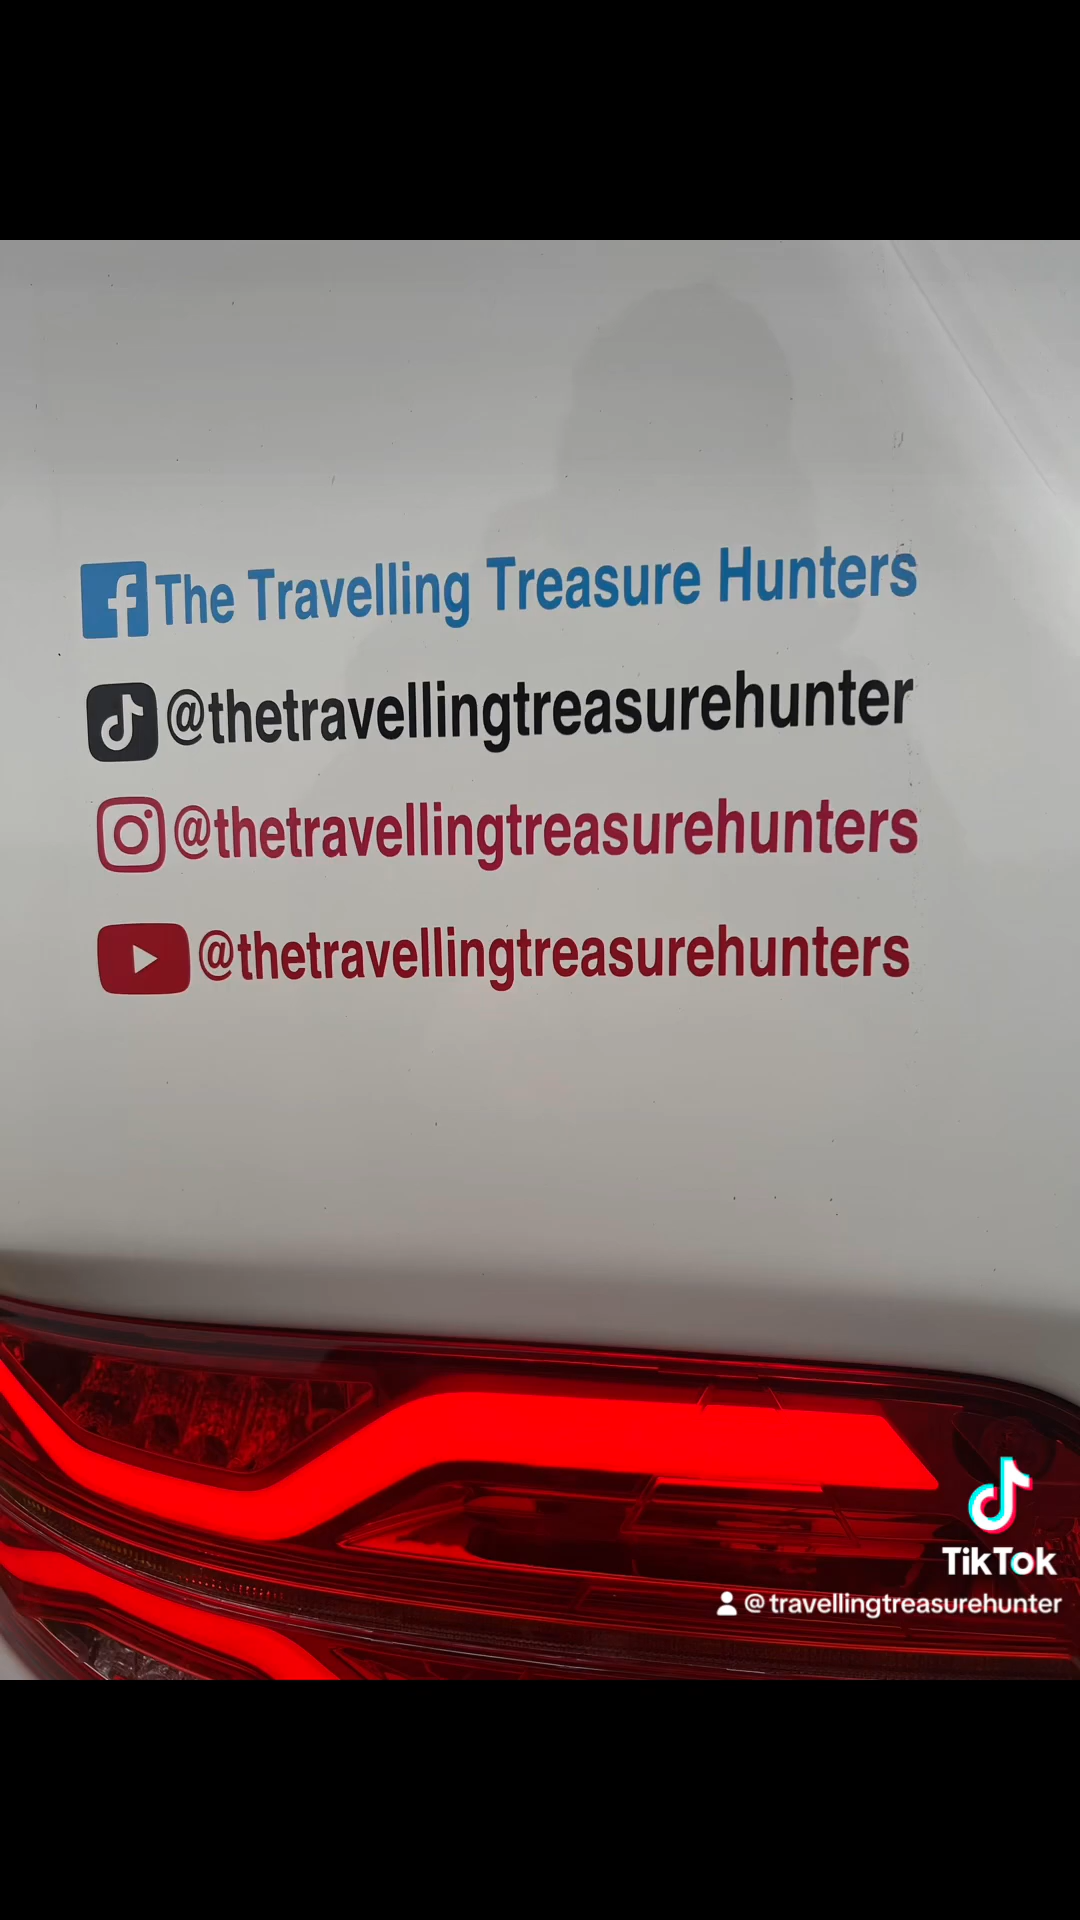 The Travelling Treasure Hunters
@thetravellingtreasurehunter
@thetravellingtreasurehunters
@thetravellingtreasurehunters
TikTok
@travellingtreasurehunter